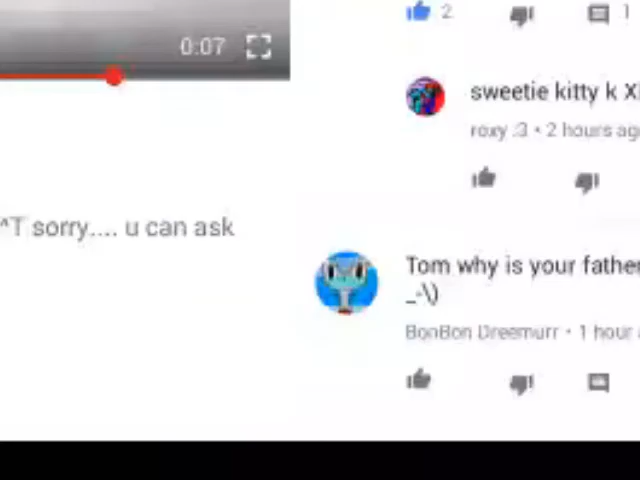 0:07
2
1
sweetie kitty k X
roxy :3 • 2 hours ag
^T sorry.... u can ask
Tom why is your father
_-\)
BonBon Dreemurr • 1 hour